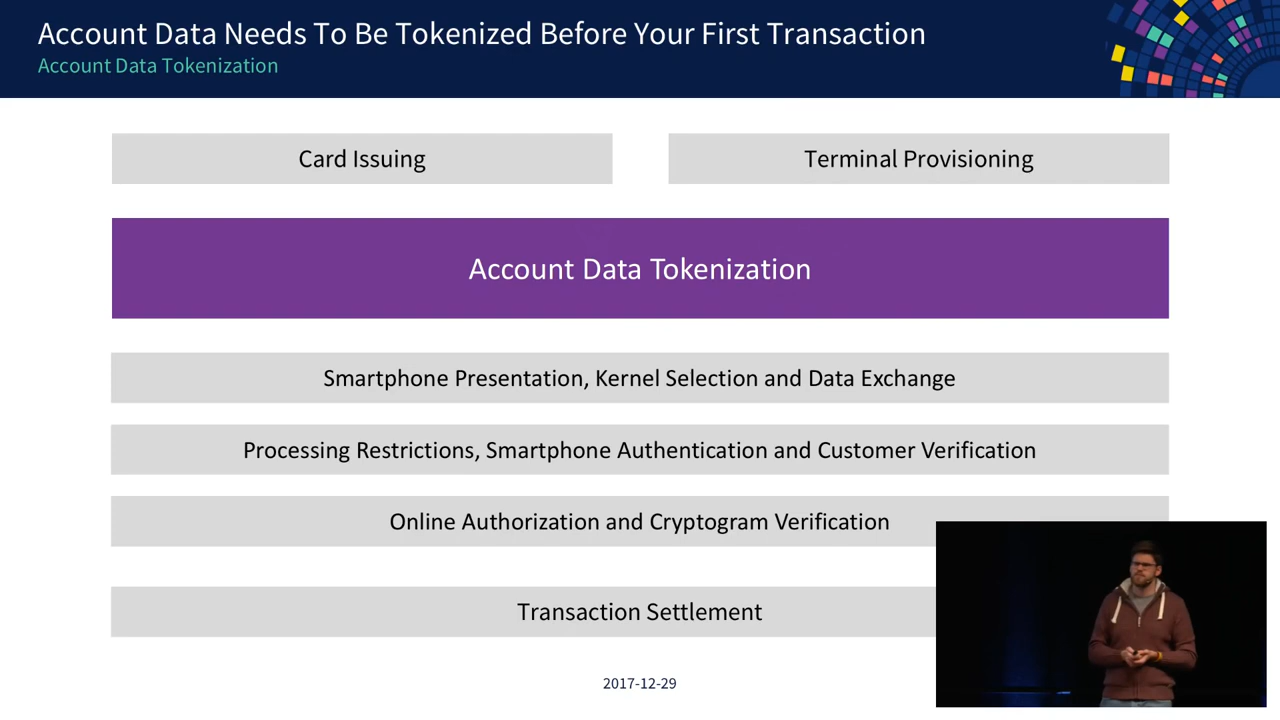 Account Data Needs To Be Tokenized Before Your First Transaction
Account Data Tokenization
Card Issuing
Terminal Provisioning
Account Data Tokenization
Smartphone Presentation, Kernel Selection and Data Exchange
Processing Restrictions, Smartphone Authentication and Customer Verification
Online Authorization and Cryptogram Verification
Transaction Settlement
2017-12-29